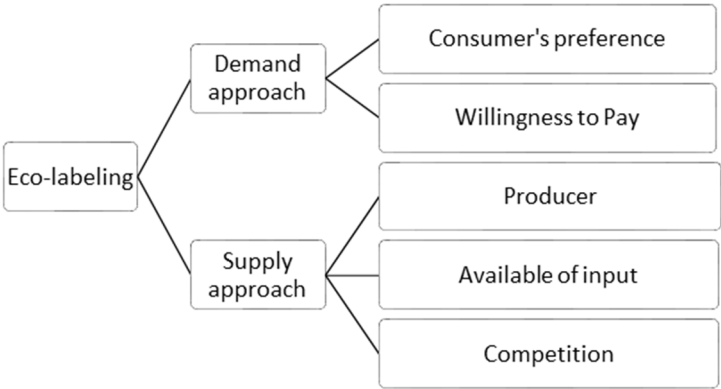 Eco-labeling
Demand
approach
Consumer's preference
Willingness to Pay
Supply
approach
Producer
Available of input
Competition